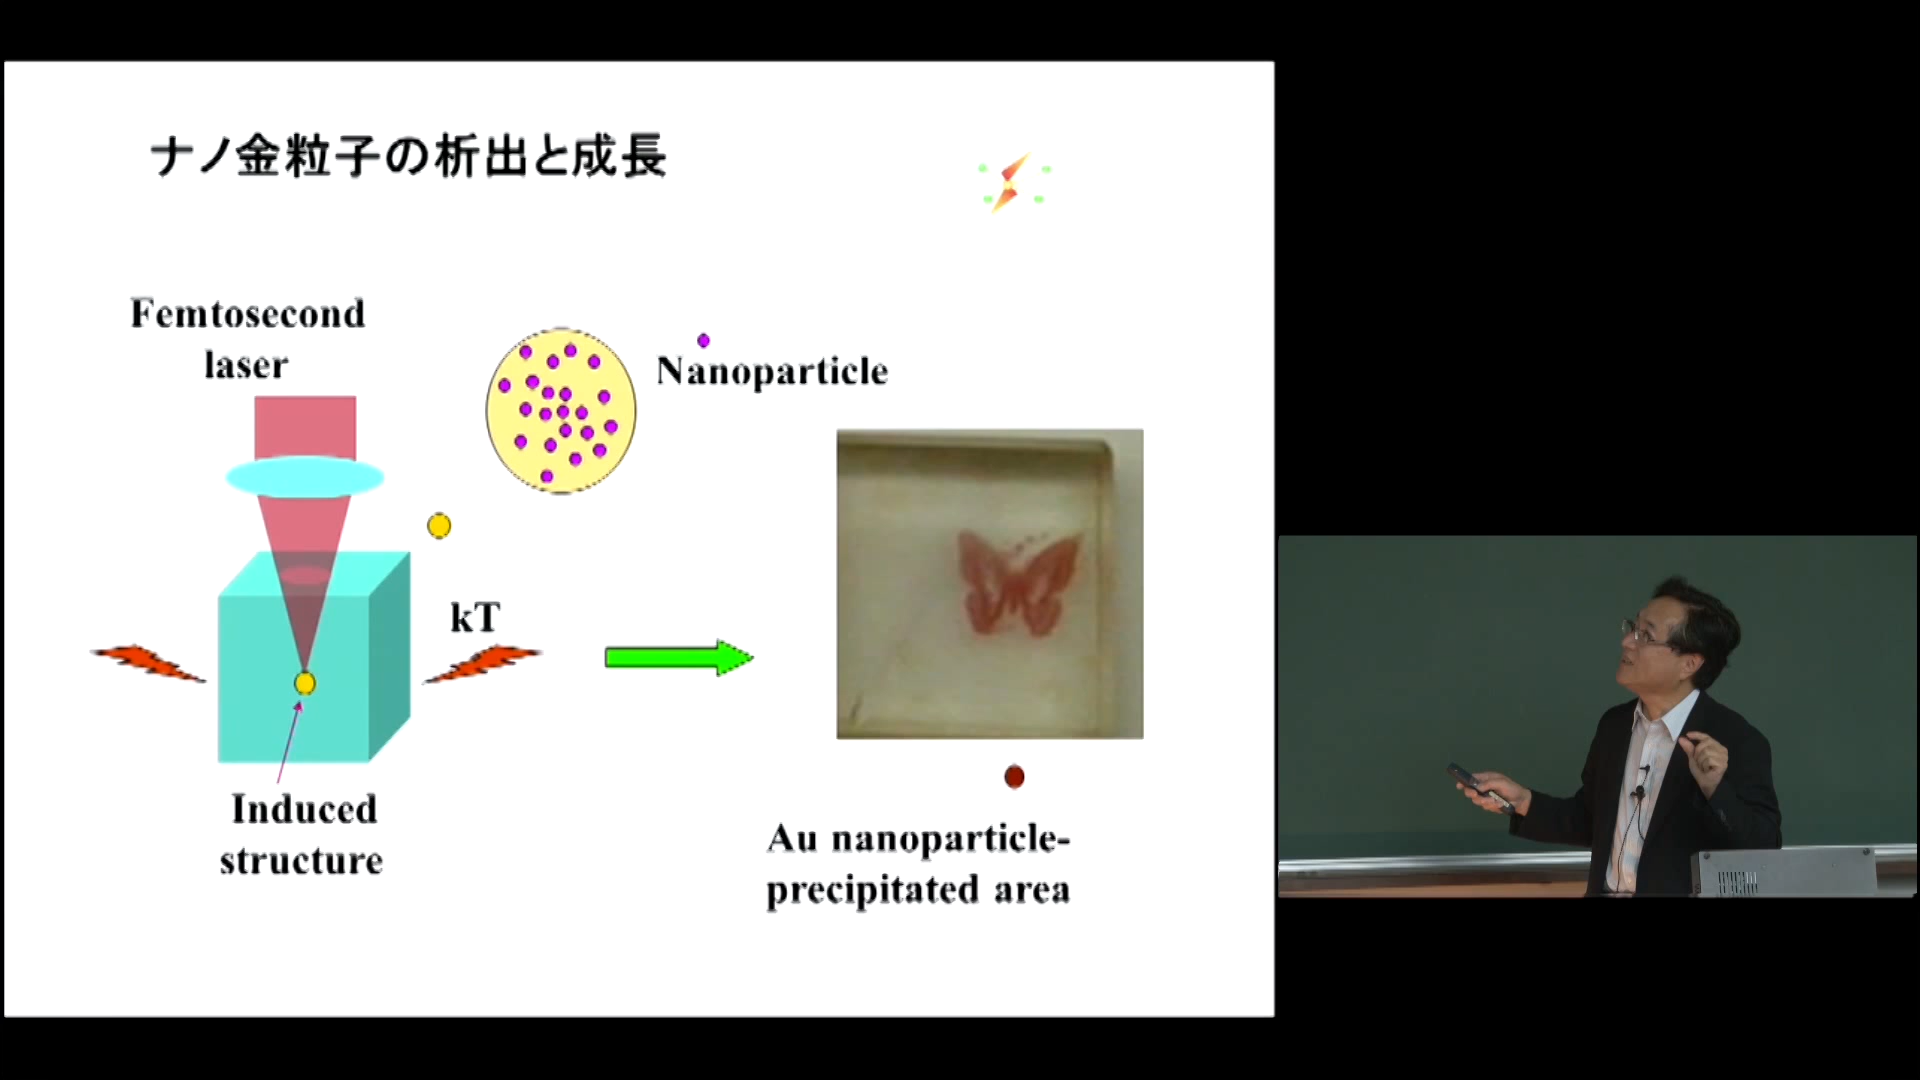 ナノ金粒子の析出と成長
Femtosecond
laser
Nanoparticle
kT
Induced
structure
Au nanoparticle-
precipitated area